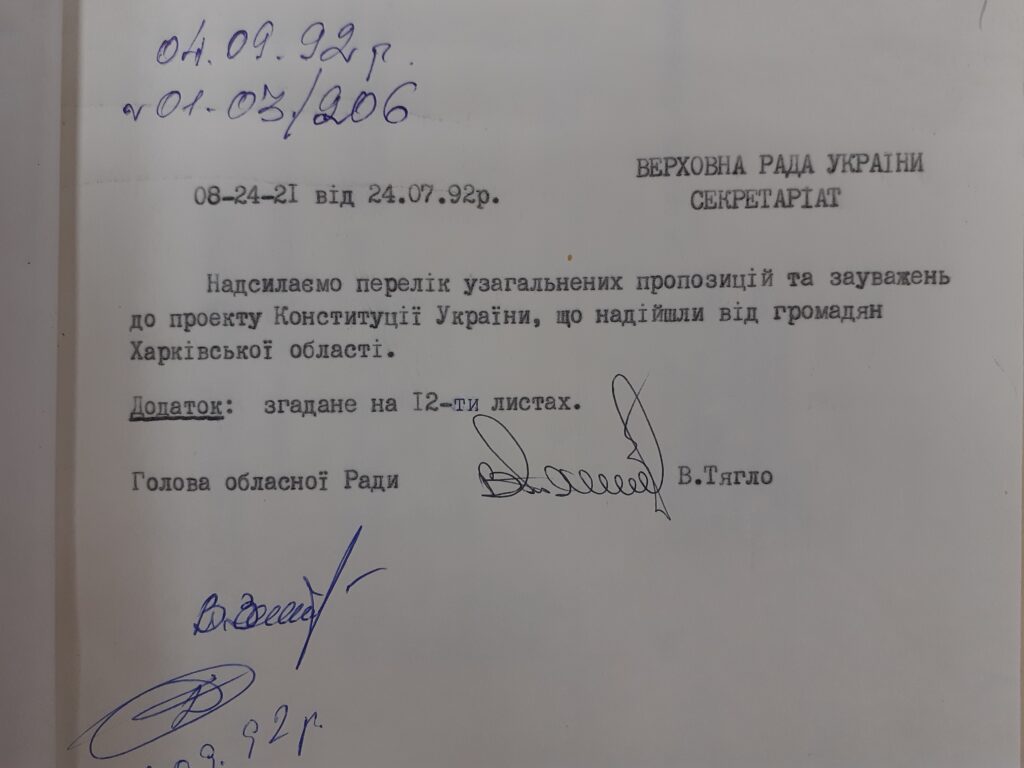 04.09.92 р.
01-03/206
ВЕРХОВНА РАДА УКРАЇНИ
СЕКРЕТАРІАТ
08-24-2I від 24.07.92р.
Надсилаємо перелік узагальнених пропозицій та зауважень
до проекту Конституції України, що надійшли від громадян
Харківської області.
Додаток: згадане на I2-ти листах.
Голова обласної Ради В.Тягло
09.92 р.